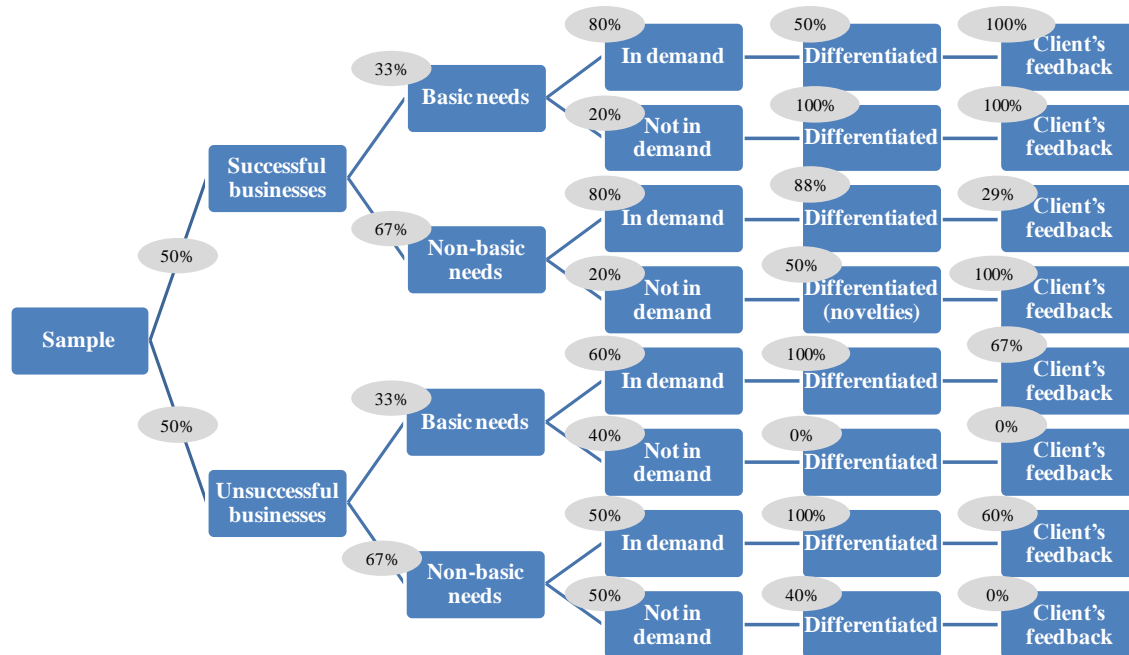 80%
50%
100%
In demand
Differentiated
Client's
feedback
33%
Basic needs
20%
100%
100%
Not in
demand
Differentiated
Client's
feedback
Successful
businesses
80%
88%
29%
In demand
Differentiated
Client's
feedback
67%
Non-basic
needs
20%
50%
100%
Not in
demand
Differentiated
(novelties)
Client's
feedback
50%
Sample
50%
60%
100%
67%
In demand
Differentiated
Client's
feedback
33%
Basic needs
40%
0%
0%
Not in
demand
Differentiated
Client's
feedback
Unsuccessful
businesses
50%
100%
60%
In demand
Differentiated
Client's
feedback
67%
Non-basic
needs
50%
40%
0%
Not in
demand
Differentiated
Client's
feedback